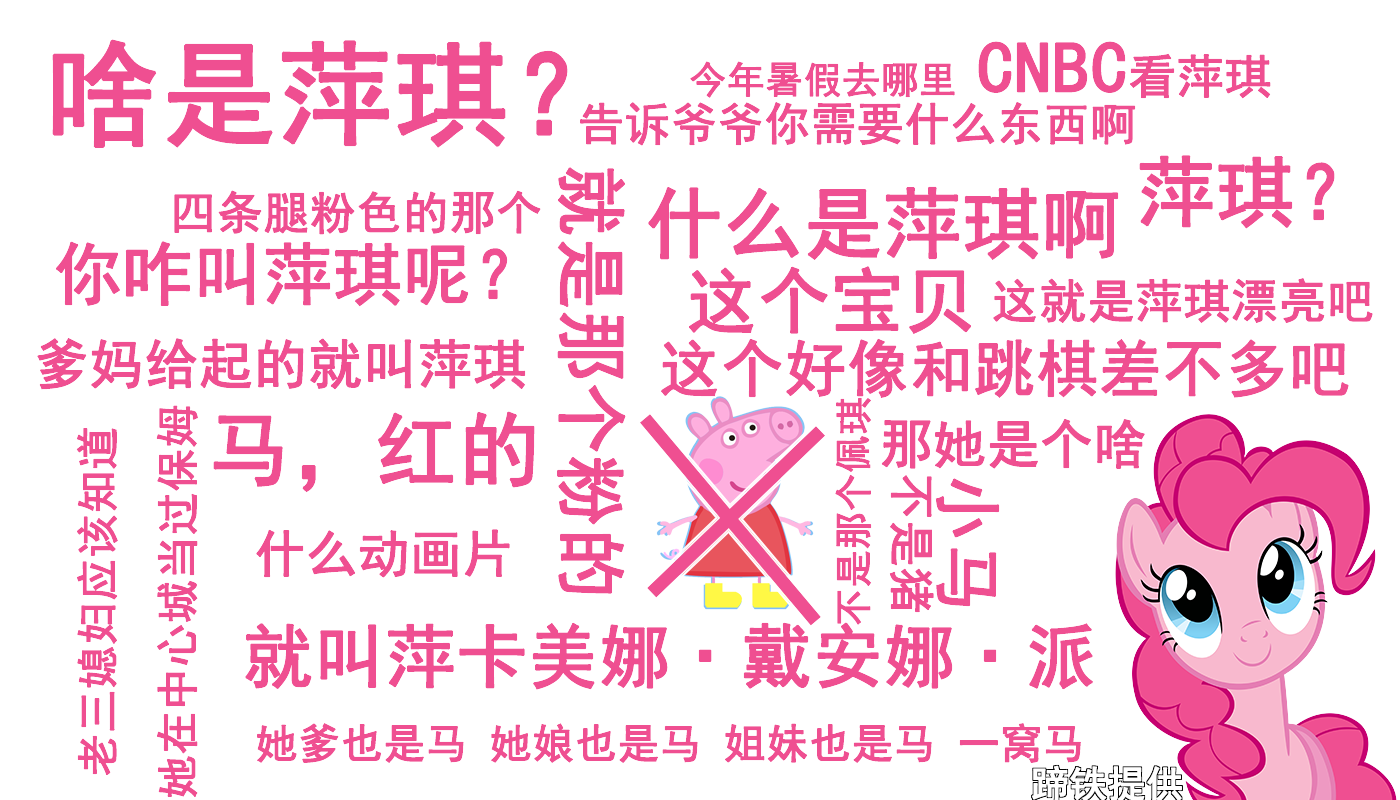 啥是萍琪？
今年暑假去哪里
CNBC看萍琪
告诉爷爷你需要什么东西啊
四条腿粉色的那个
就是那个粉的
什么是萍琪啊
萍琪？
你咋叫萍琪呢？
这个宝贝
这就是萍琪漂亮吧
爹妈给起的就叫萍琪
这个好像和跳棋差不多吧
老三媳妇应该知道
她在中心城当过保姆
马，红的
不是那个佩琪
那她是个啥
不是猪
小马
什么动画片
就叫萍卡美娜·戴安娜·派
她爹也是马 她娘也是马 姐妹也是马 一窝马
蹄铁提供